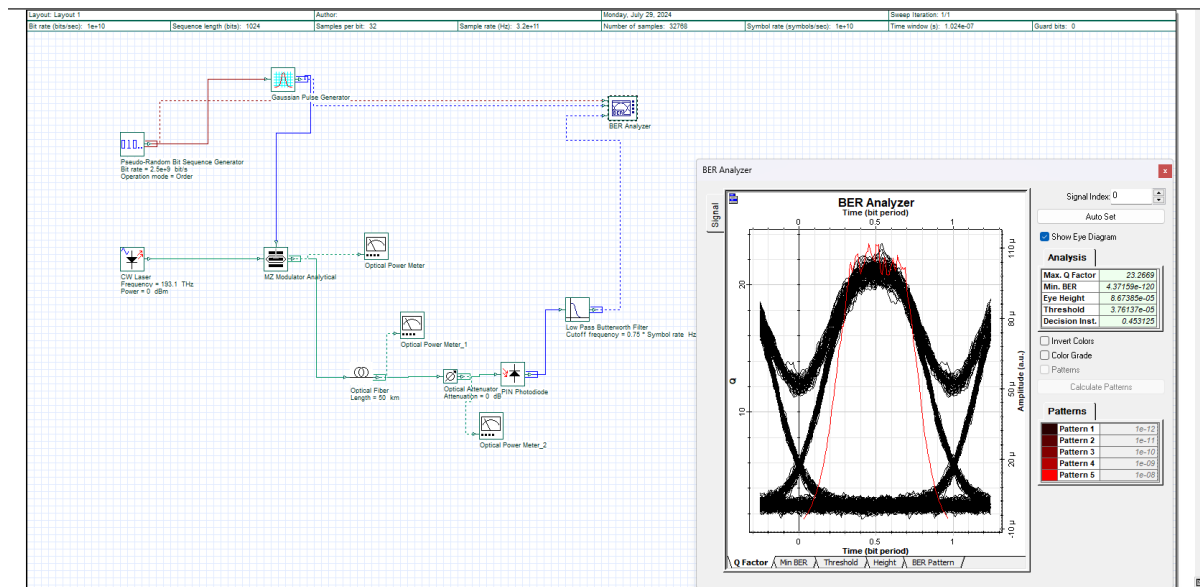 Layout: Layout 1 Author: Monday, July 29, 2024 Sweep Iteration: 1/1
Bit rate (bits/sec): 1e+10 Sequence length (bits): 1024 Samples per bit: 32 Sample rate (Hz): 3.2e+11 Number of samples: 32768 Symbol rate (symbols/sec): 1e+10 Time window (s): 1.024e-07 Guard bits: 0
Gaussian Pulse Generator
BER
BER Analyzer
010..
Pseudo-Random Bit Sequence Generator
Bit rate = 2.5e+9 bit/s
Operation mode = Order
CW Laser
Frequency = 193.1 THz
Power = 0 dBm
MZ Modulator Analytical
Optical Power Meter
Optical Power Meter_1
Low Pass Butterworth Filter
Cutoff frequency = 0.75 * Symbol rate Hz
Optical Fiber
Length = 50 km
Optical Attenuator
Attenuation = 0 dB
PIN Photodiode
Optical Power Meter_2
BER Analyzer
x
Signal
BER Analyzer
Time (bit period)
0 0.5 1
Q
10 20
Amplitude (a.u.)
-10 µ 20 µ 50 µ 80 µ 110 µ
0 0.5 1
Time (bit period)
Q Factor Min BER Threshold Height BER Pattern
Signal Index: 0
Auto Set
Show Eye Diagram
Analysis
Max. Q Factor 23.2669
Min. BER 4.37159e-120
Eye Height 8.67385e-05
Threshold 3.76137e-05
Decision Inst. 0.453125
Invert Colors
Color Grade
Patterns
Calculate Patterns
Patterns
Pattern 1 1e-12
Pattern 2 1e-11
Pattern 3 1e-10
Pattern 4 1e-09
Pattern 5 1e-08